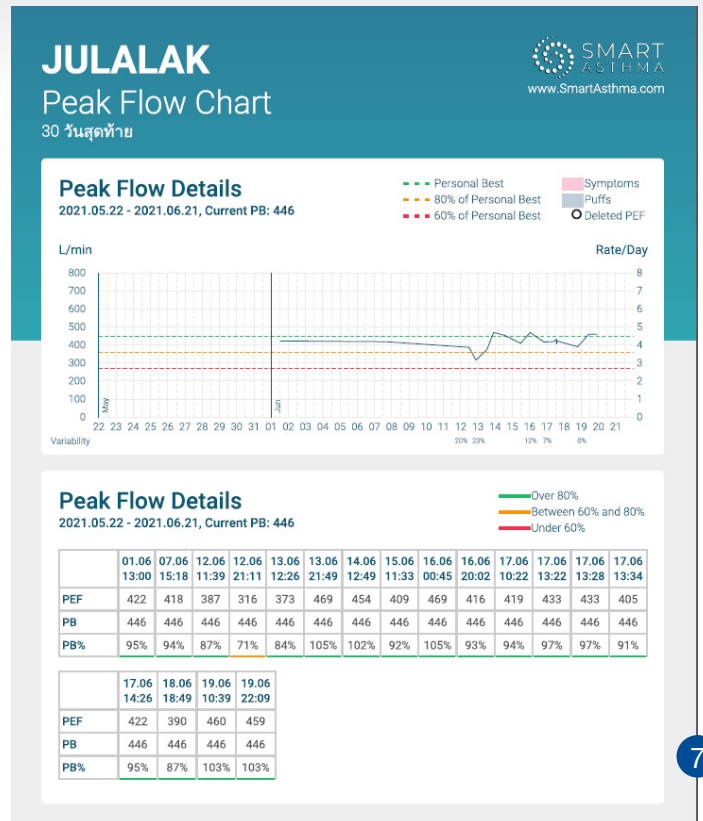 JULALAK
Peak Flow Chart
30 วันสุดท้าย
SMART
ASTHMA
www.SmartAsthma.com
Peak Flow Details
2021.05.22 - 2021.06.21, Current PB: 446
Personal Best
80% of Personal Best
60% of Personal Best
Symptoms
Puffs
Deleted PEF
L/min Rate/Day
800 8
700 7
600 6
500 5
400 4
300 3
200 2
100 1
0 0
May Jun
22 23 24 25 26 27 28 29 30 31 01 02 03 04 05 06 07 08 09 10 11 12 13 14 15 16 17 18 19 20 21
Variability 20% 23% 12% 7% 0%
Peak Flow Details
2021.05.22 - 2021.06.21, Current PB: 446
Over 80%
Between 60% and 80%
Under 60%
01.06 07.06 12.06 12.06 13.06 13.06 14.06 15.06 16.06 16.06 17.06 17.06 17.06 17.06
13:00 15:18 11:39 21:11 12:26 21:49 12:49 11:33 00:45 20:02 10:22 13:22 13:28 13:34
PEF 422 418 387 316 373 469 454 409 469 416 419 433 433 405
PB 446 446 446 446 446 446 446 446 446 446 446 446 446 446
PB% 95% 94% 87% 71% 84% 105% 102% 92% 105% 93% 94% 97% 97% 91%
17.06 18.06 19.06 19.06
14:26 18:49 10:39 22:09
PEF 422 390 460 459
PB 446 446 446 446
PB% 95% 87% 103% 103%
7